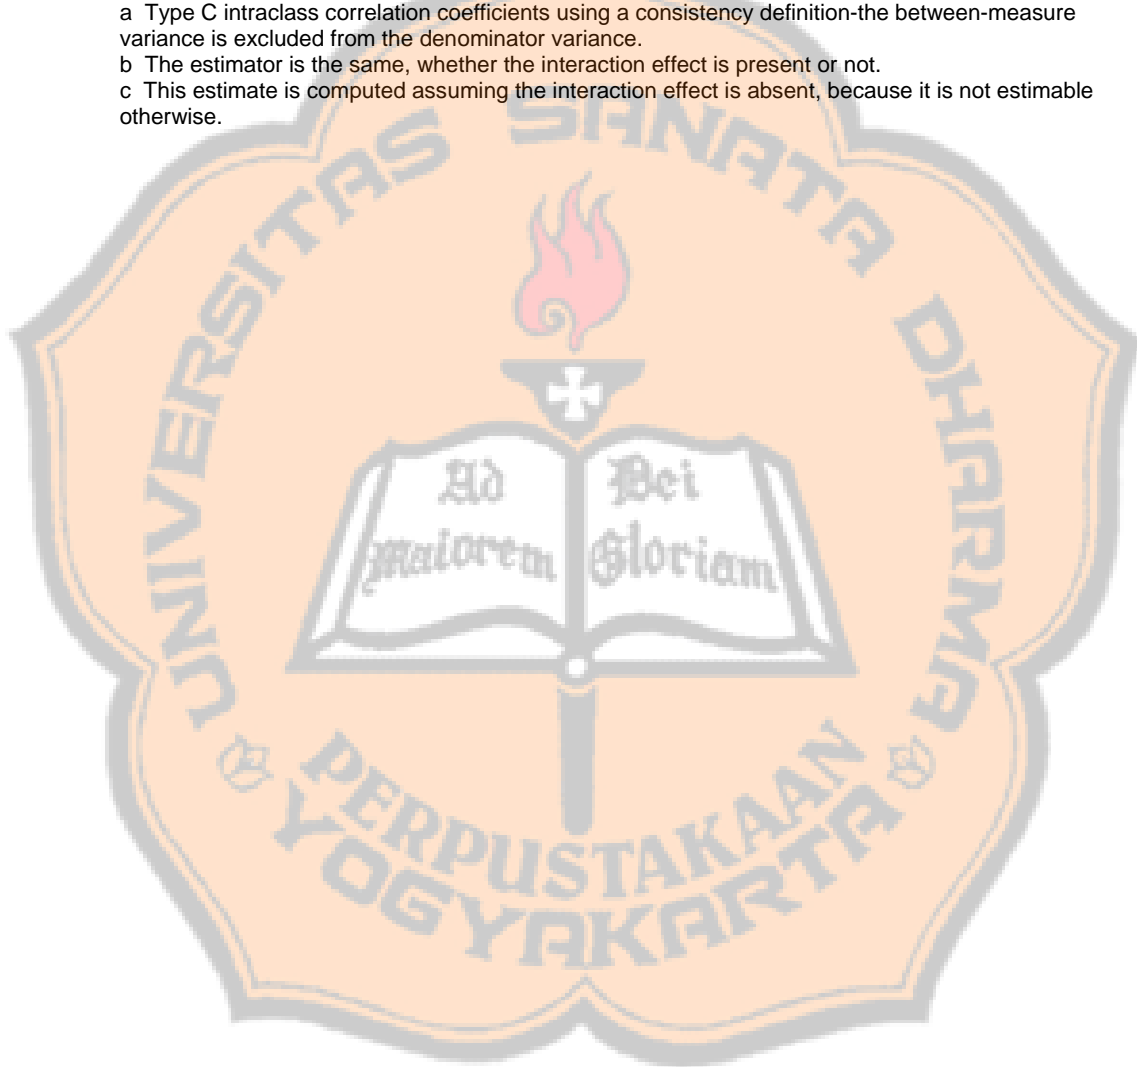 a Type C intraclass correlation coefficients using a consistency definition-the between-measure
variance is excluded from the denominator variance.
b The estimator is the same, whether the interaction effect is present or not.
c This estimate is computed assuming the interaction effect is absent, because it is not estimable
otherwise.
UNIVERSITAS SANATA DHARMA
Ad Dei
Maiorem Gloriam
PERPUSTAKAAN
YOGYAKARTA